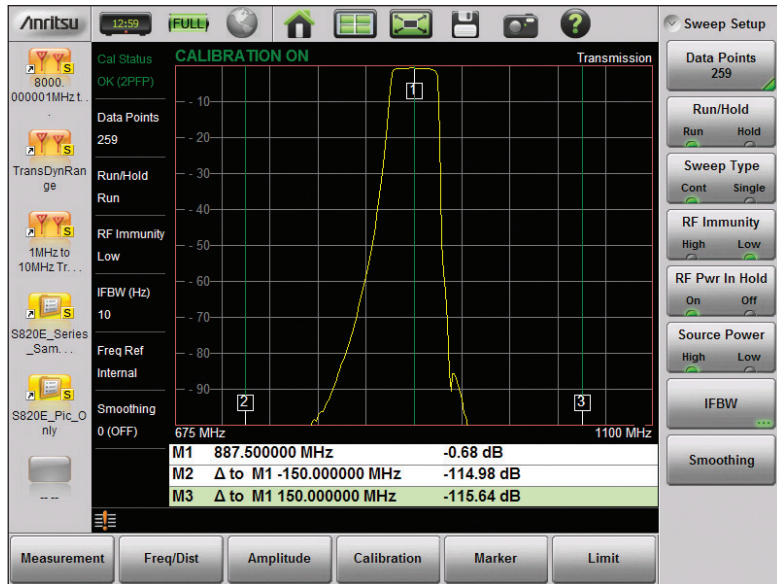 Anritsu
12:59
FULL
?
Sweep Setup
8000.
000001MHz t. .
.
TransDynRan
ge
1MHz to
10MHz Tr. . .
S820E_Series
_Sam. . .
S820E_Pic_O
nly
-- --
S
S
S
S
S
Cal Status
OK (2PFP)
Data Points
259
Run/Hold
Run
RF Immunity
Low
IFBW (Hz)
10
Freq Ref
Internal
Smoothing
0 (OFF)
CALIBRATION ON
Transmission
- 10
- 20
- 30
- 40
- 50
- 60
- 70
- 80
- 90
1
2
3
675 MHz
1100 MHz
M1 887.500000 MHz -0.68 dB
M2 Δ to M1 -150.000000 MHz -114.98 dB
M3 Δ to M1 150.000000 MHz -115.64 dB
Data Points
259
Run/Hold
Run Hold
Sweep Type
Cont Single
RF Immunity
High Low
RF Pwr In Hold
On Off
Source Power
High Low
IFBW
Smoothing
Measurement
Freq/Dist
Amplitude
Calibration
Marker
Limit